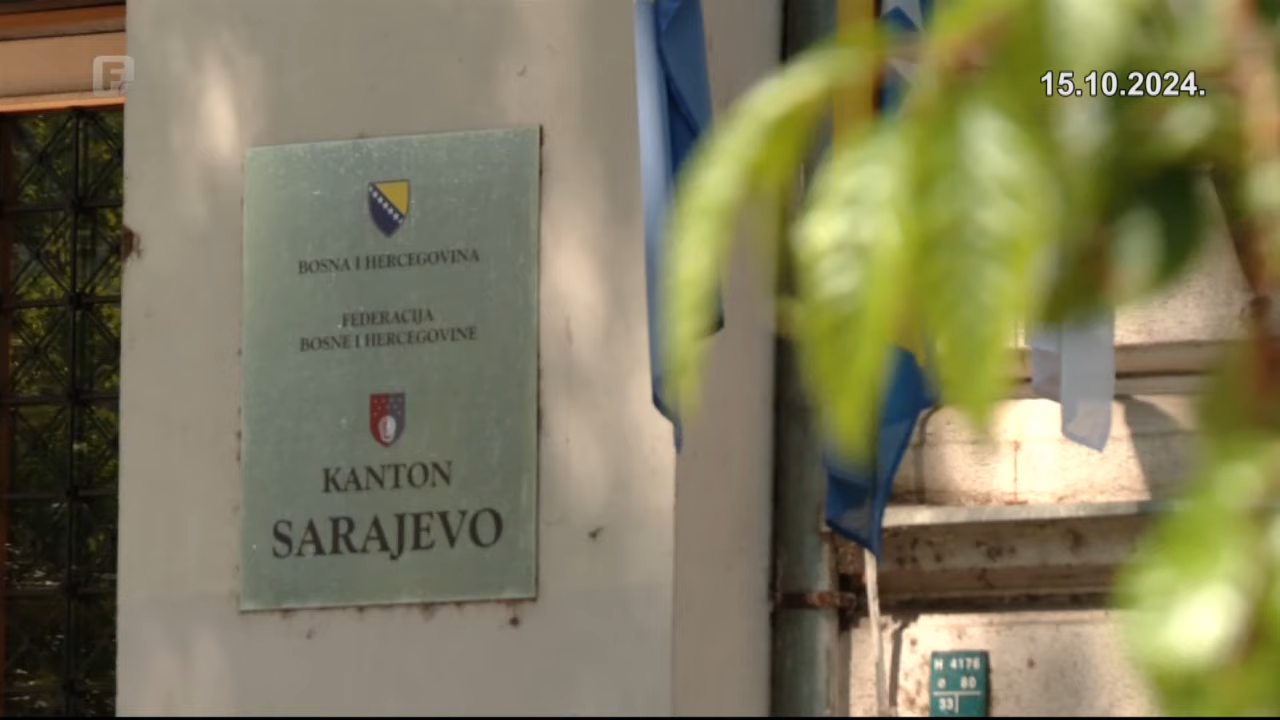 F
15.10.2024.
BOSNA I HERCEGOVINA
FEDERACIJA
BOSNE I HERCEGOVINE
KANTON
SARAJEVO
H 4176
80
33